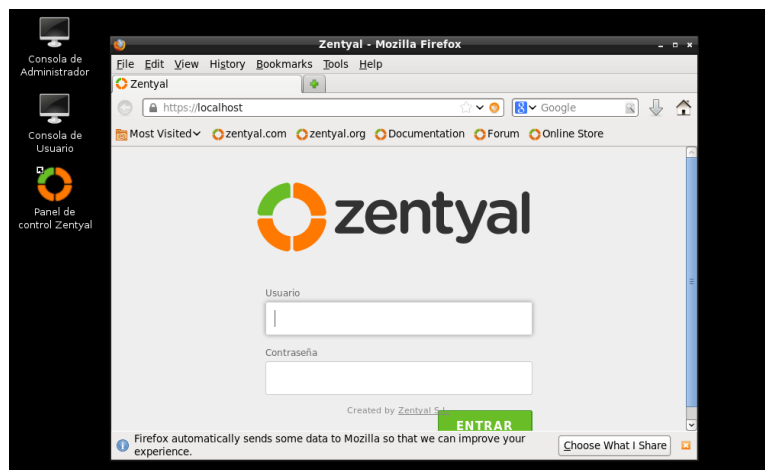 Consola de
Administrador
Consola de
Usuario
Panel de
control Zentyal
Zentyal - Mozilla Firefox
File Edit View History Bookmarks Tools Help
Zentyal
https://localhost
Google
Most Visited zentyal.com zentyal.org Documentation Forum Online Store
zentyal
Usuario
Contraseña
Created by Zentyal S.L.
ENTRAR
Firefox automatically sends some data to Mozilla so that we can improve your
experience.
Choose What I Share